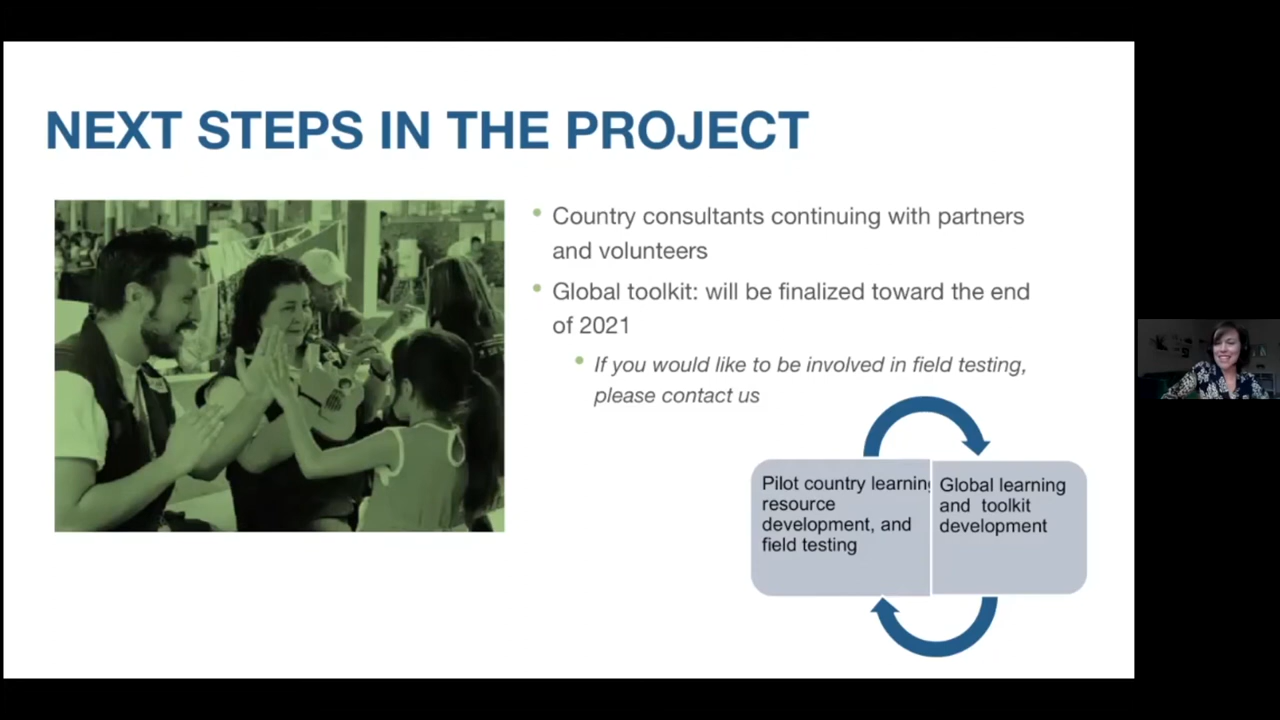 NEXT STEPS IN THE PROJECT
• Country consultants continuing with partners
and volunteers
• Global toolkit: will be finalized toward the end
of 2021
• If you would like to be involved in field testing,
please contact us
Pilot country learning
resource
development, and
field testing
Global learning
and toolkit
development